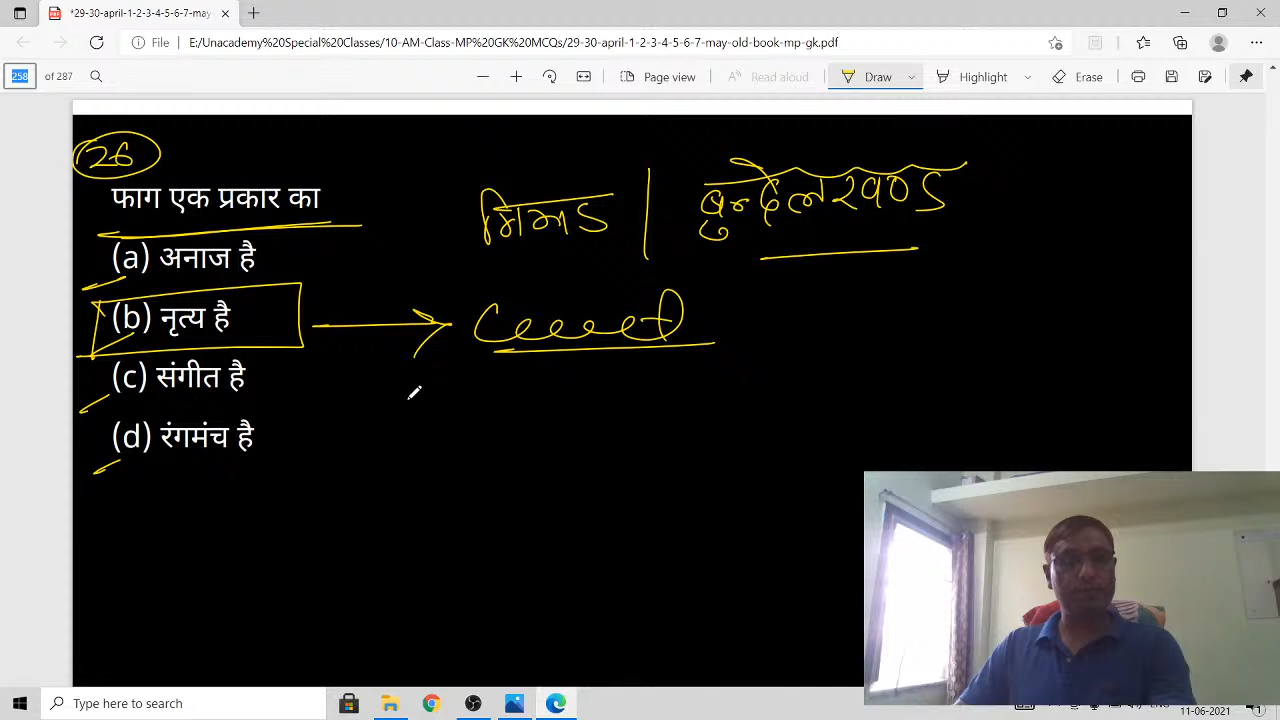 *29-30-april-1-2-3-4-5-6-7-may-
File
E:/Unacademy%20Special%20Classes/10-AM-Class-MP%20GK%20MCQs/29-30-april-1-2-3-4-5-6-7-may-old-book-mp-gk.pdf
258 of 287
Page view
Read aloud
Draw
Highlight
Erase
26
फाग एक प्रकार का
निमाड
बुन्देलखण्ड
(a) अनाज है
(b) नृत्य है
(c) संगीत है
(d) रंगमंच है
Type here to search
11-06-2021